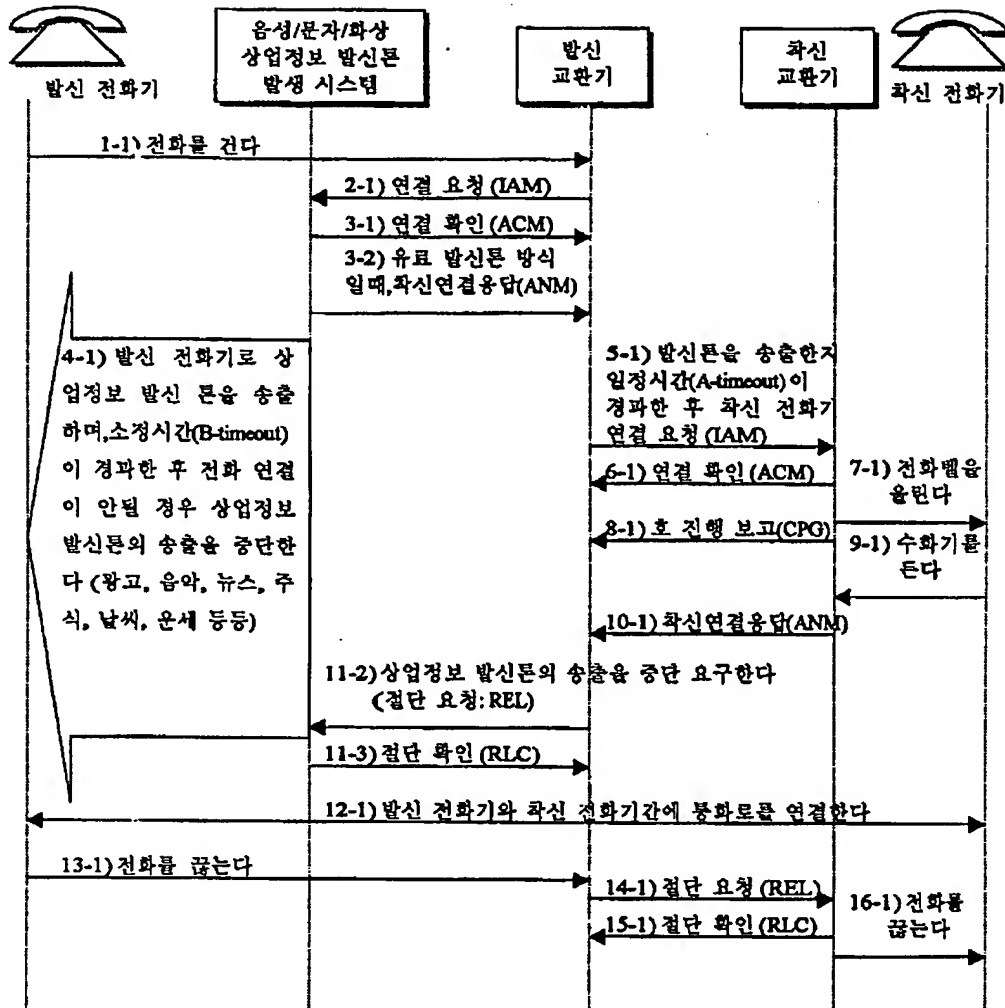 음성/문자/화상
상업정보 발신톤
발생 시스템
발신
교환기
착신
교환기
발신 전화기
착신 전화기
1-1) 전화를 건다
2-1) 연결 요청 (IAM)
3-1) 연결 확인 (ACM)
3-2) 유료 발신톤 방식
일때,착신연결응답(ANM)
4-1) 발신 전화기로 상
업정보 발신 톤을 송출
하며,소정시간(B-timeout)
이 경과한 후 전화 연결
이 안될 경우 상업정보
발신톤의 송출을 중단한
다 (광고, 음악, 뉴스, 주
식, 날씨, 운세 등등)
5-1) 발신톤을 송출한지
일정시간(A-timeout) 이
경과한 후 착신 전화기
연결 요청 (IAM)
6-1) 연결 확인 (ACM)
7-1) 전화벨을
울린다
8-1) 호 진행 보고(CPG)
9-1) 수화기를
든다
10-1) 착신연결응답(ANM)
11-2) 상업정보 발신톤의 송출을 중단 요구한다
(절단 요청: REL)
11-3) 절단 확인 (RLC)
12-1) 발신 전화기와 착신 전화기간에 통화로를 연결한다
13-1) 전화를 끊는다
14-1) 절단 요청 (REL)
15-1) 절단 확인 (RLC)
16-1) 전화를
끊는다